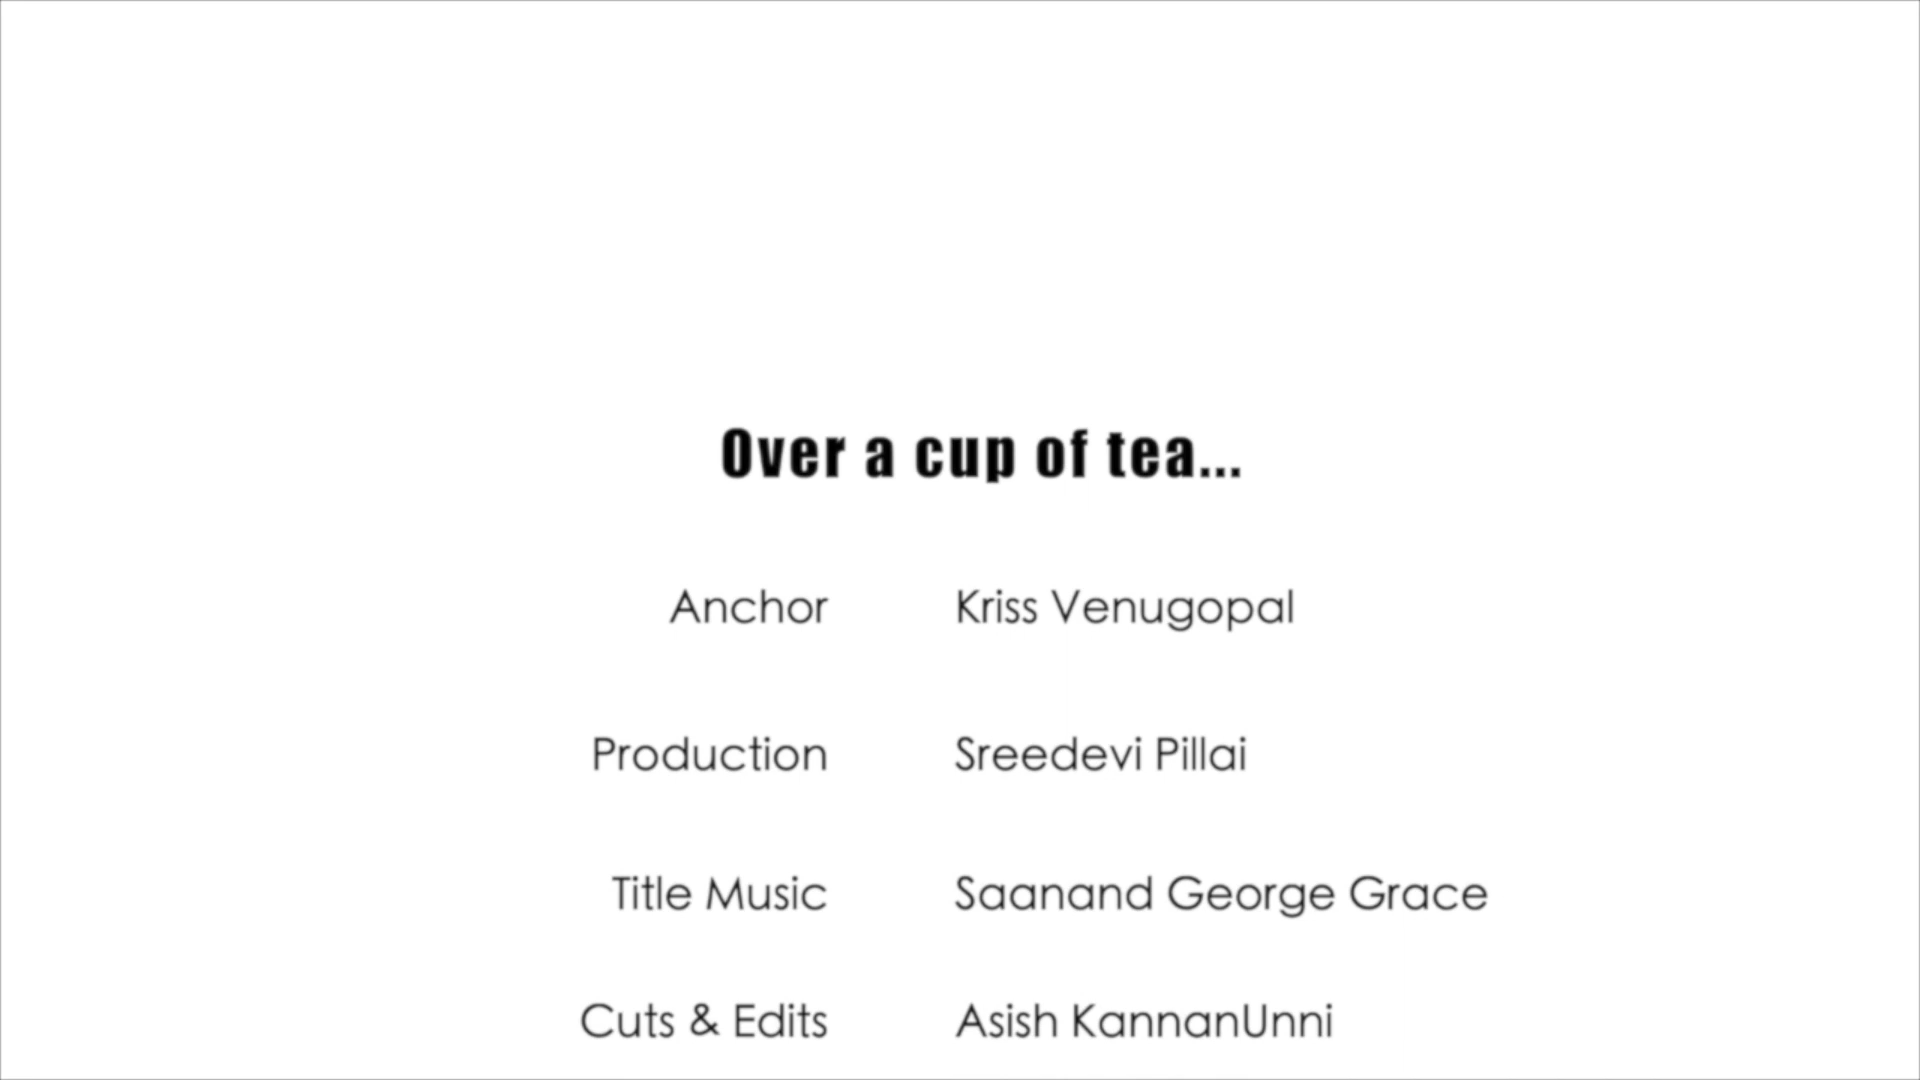 Over a cup of tea...
Anchor Kriss Venugopal
Production Sreedevi Pillai
Title Music Saanand George Grace
Cuts & Edits Asish KannanUnni